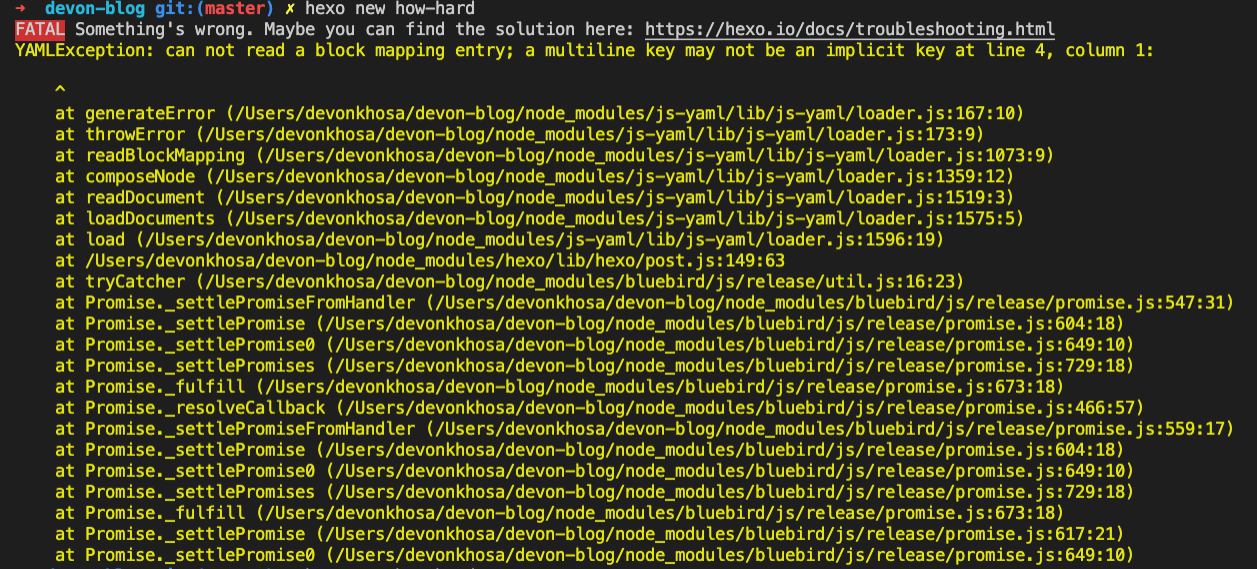 → devon-blog git:(master) ✗ hexo new how-hard
FATAL Something's wrong. Maybe you can find the solution here: https://hexo.io/docs/troubleshooting.html
YAMLException: can not read a block mapping entry; a multiline key may not be an implicit key at line 4, column 1:
^
at generateError (/Users/devonkhosa/devon-blog/node_modules/js-yaml/lib/js-yaml/loader.js:167:10)
at throwError (/Users/devonkhosa/devon-blog/node_modules/js-yaml/lib/js-yaml/loader.js:173:9)
at readBlockMapping (/Users/devonkhosa/devon-blog/node_modules/js-yaml/lib/js-yaml/loader.js:1073:9)
at composeNode (/Users/devonkhosa/devon-blog/node_modules/js-yaml/lib/js-yaml/loader.js:1359:12)
at readDocument (/Users/devonkhosa/devon-blog/node_modules/js-yaml/lib/js-yaml/loader.js:1519:3)
at loadDocuments (/Users/devonkhosa/devon-blog/node_modules/js-yaml/lib/js-yaml/loader.js:1575:5)
at load (/Users/devonkhosa/devon-blog/node_modules/js-yaml/lib/js-yaml/loader.js:1596:19)
at /Users/devonkhosa/devon-blog/node_modules/hexo/lib/hexo/post.js:149:63
at tryCatcher (/Users/devonkhosa/devon-blog/node_modules/bluebird/js/release/util.js:16:23)
at Promise._settlePromiseFromHandler (/Users/devonkhosa/devon-blog/node_modules/bluebird/js/release/promise.js:547:31)
at Promise._settlePromise (/Users/devonkhosa/devon-blog/node_modules/bluebird/js/release/promise.js:604:18)
at Promise._settlePromise0 (/Users/devonkhosa/devon-blog/node_modules/bluebird/js/release/promise.js:649:10)
at Promise._settlePromises (/Users/devonkhosa/devon-blog/node_modules/bluebird/js/release/promise.js:729:18)
at Promise._fulfill (/Users/devonkhosa/devon-blog/node_modules/bluebird/js/release/promise.js:673:18)
at Promise._resolveCallback (/Users/devonkhosa/devon-blog/node_modules/bluebird/js/release/promise.js:466:57)
at Promise._settlePromiseFromHandler (/Users/devonkhosa/devon-blog/node_modules/bluebird/js/release/promise.js:559:17)
at Promise._settlePromise (/Users/devonkhosa/devon-blog/node_modules/bluebird/js/release/promise.js:604:18)
at Promise._settlePromise0 (/Users/devonkhosa/devon-blog/node_modules/bluebird/js/release/promise.js:649:10)
at Promise._settlePromises (/Users/devonkhosa/devon-blog/node_modules/bluebird/js/release/promise.js:729:18)
at Promise._fulfill (/Users/devonkhosa/devon-blog/node_modules/bluebird/js/release/promise.js:673:18)
at Promise._settlePromise (/Users/devonkhosa/devon-blog/node_modules/bluebird/js/release/promise.js:617:21)
at Promise._settlePromise0 (/Users/devonkhosa/devon-blog/node_modules/bluebird/js/release/promise.js:649:10)